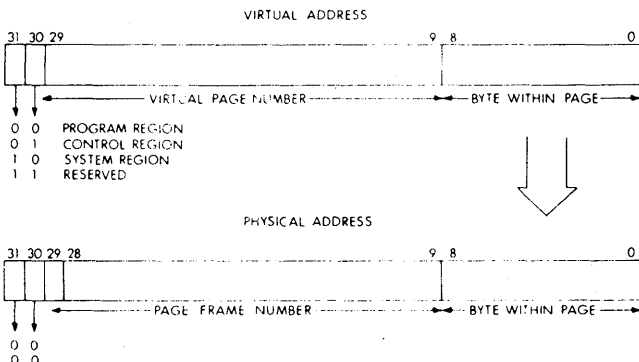 VIRTUAL ADDRESS
31 30 29 9 8 0
VIRTUAL PAGE NUMBER BYTE WITHIN PAGE
0 0 PROGRAM REGION
0 1 CONTROL REGION
1 0 SYSTEM REGION
1 1 RESERVED
PHYSICAL ADDRESS
31 30 29 28 9 8 0
PAGE FRAME NUMBER BYTE WITHIN PAGE
0 0
0 0